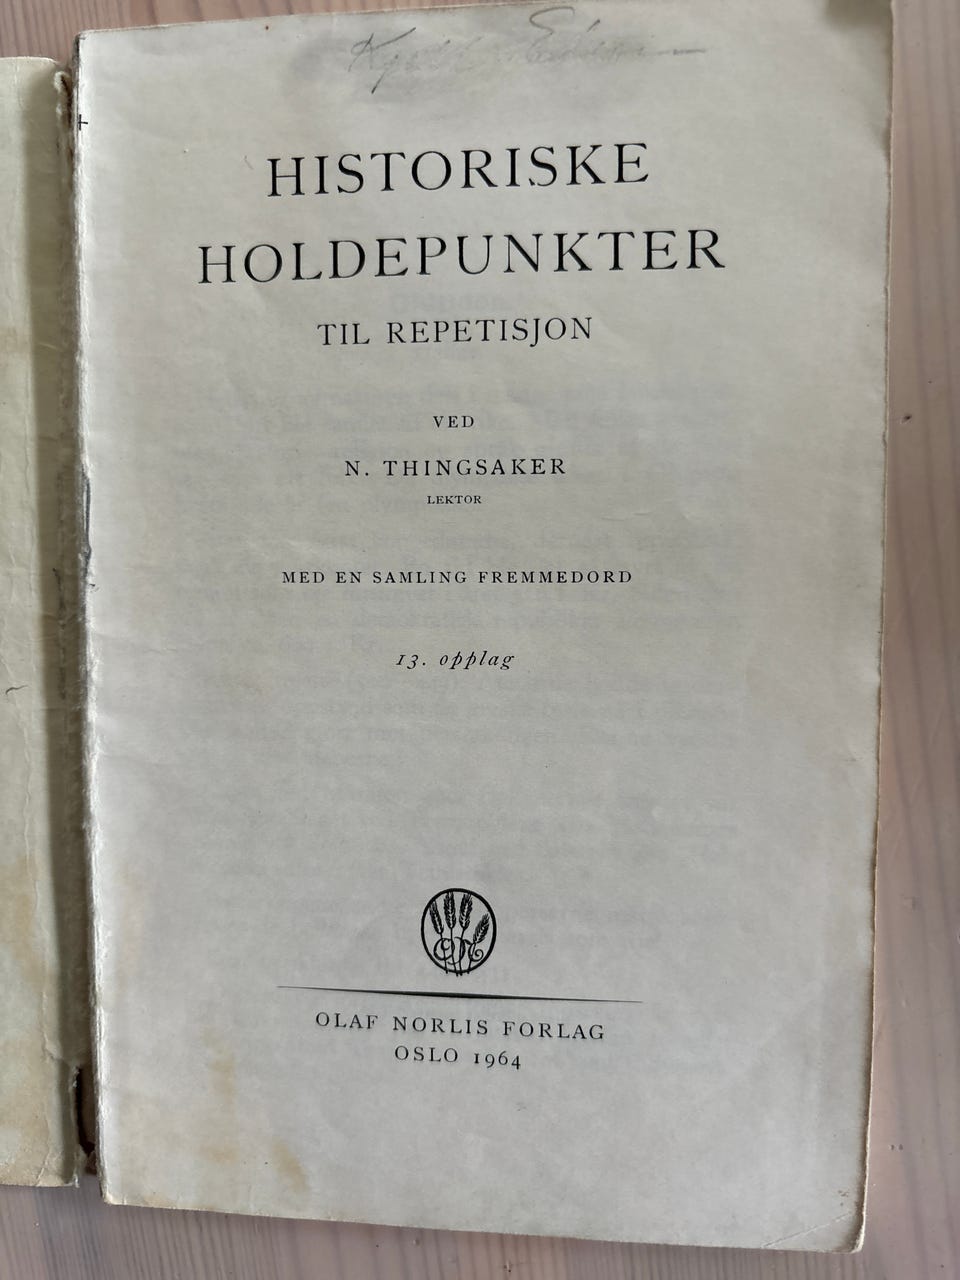 HISTORISKE
HOLDEPUNKTER
TIL REPETISJON
VED
N. THINGSAKER
LEKTOR
MED EN SAMLING FREMMEDORD
13. opplag
OLAF NORLIS FORLAG
OSLO 1964